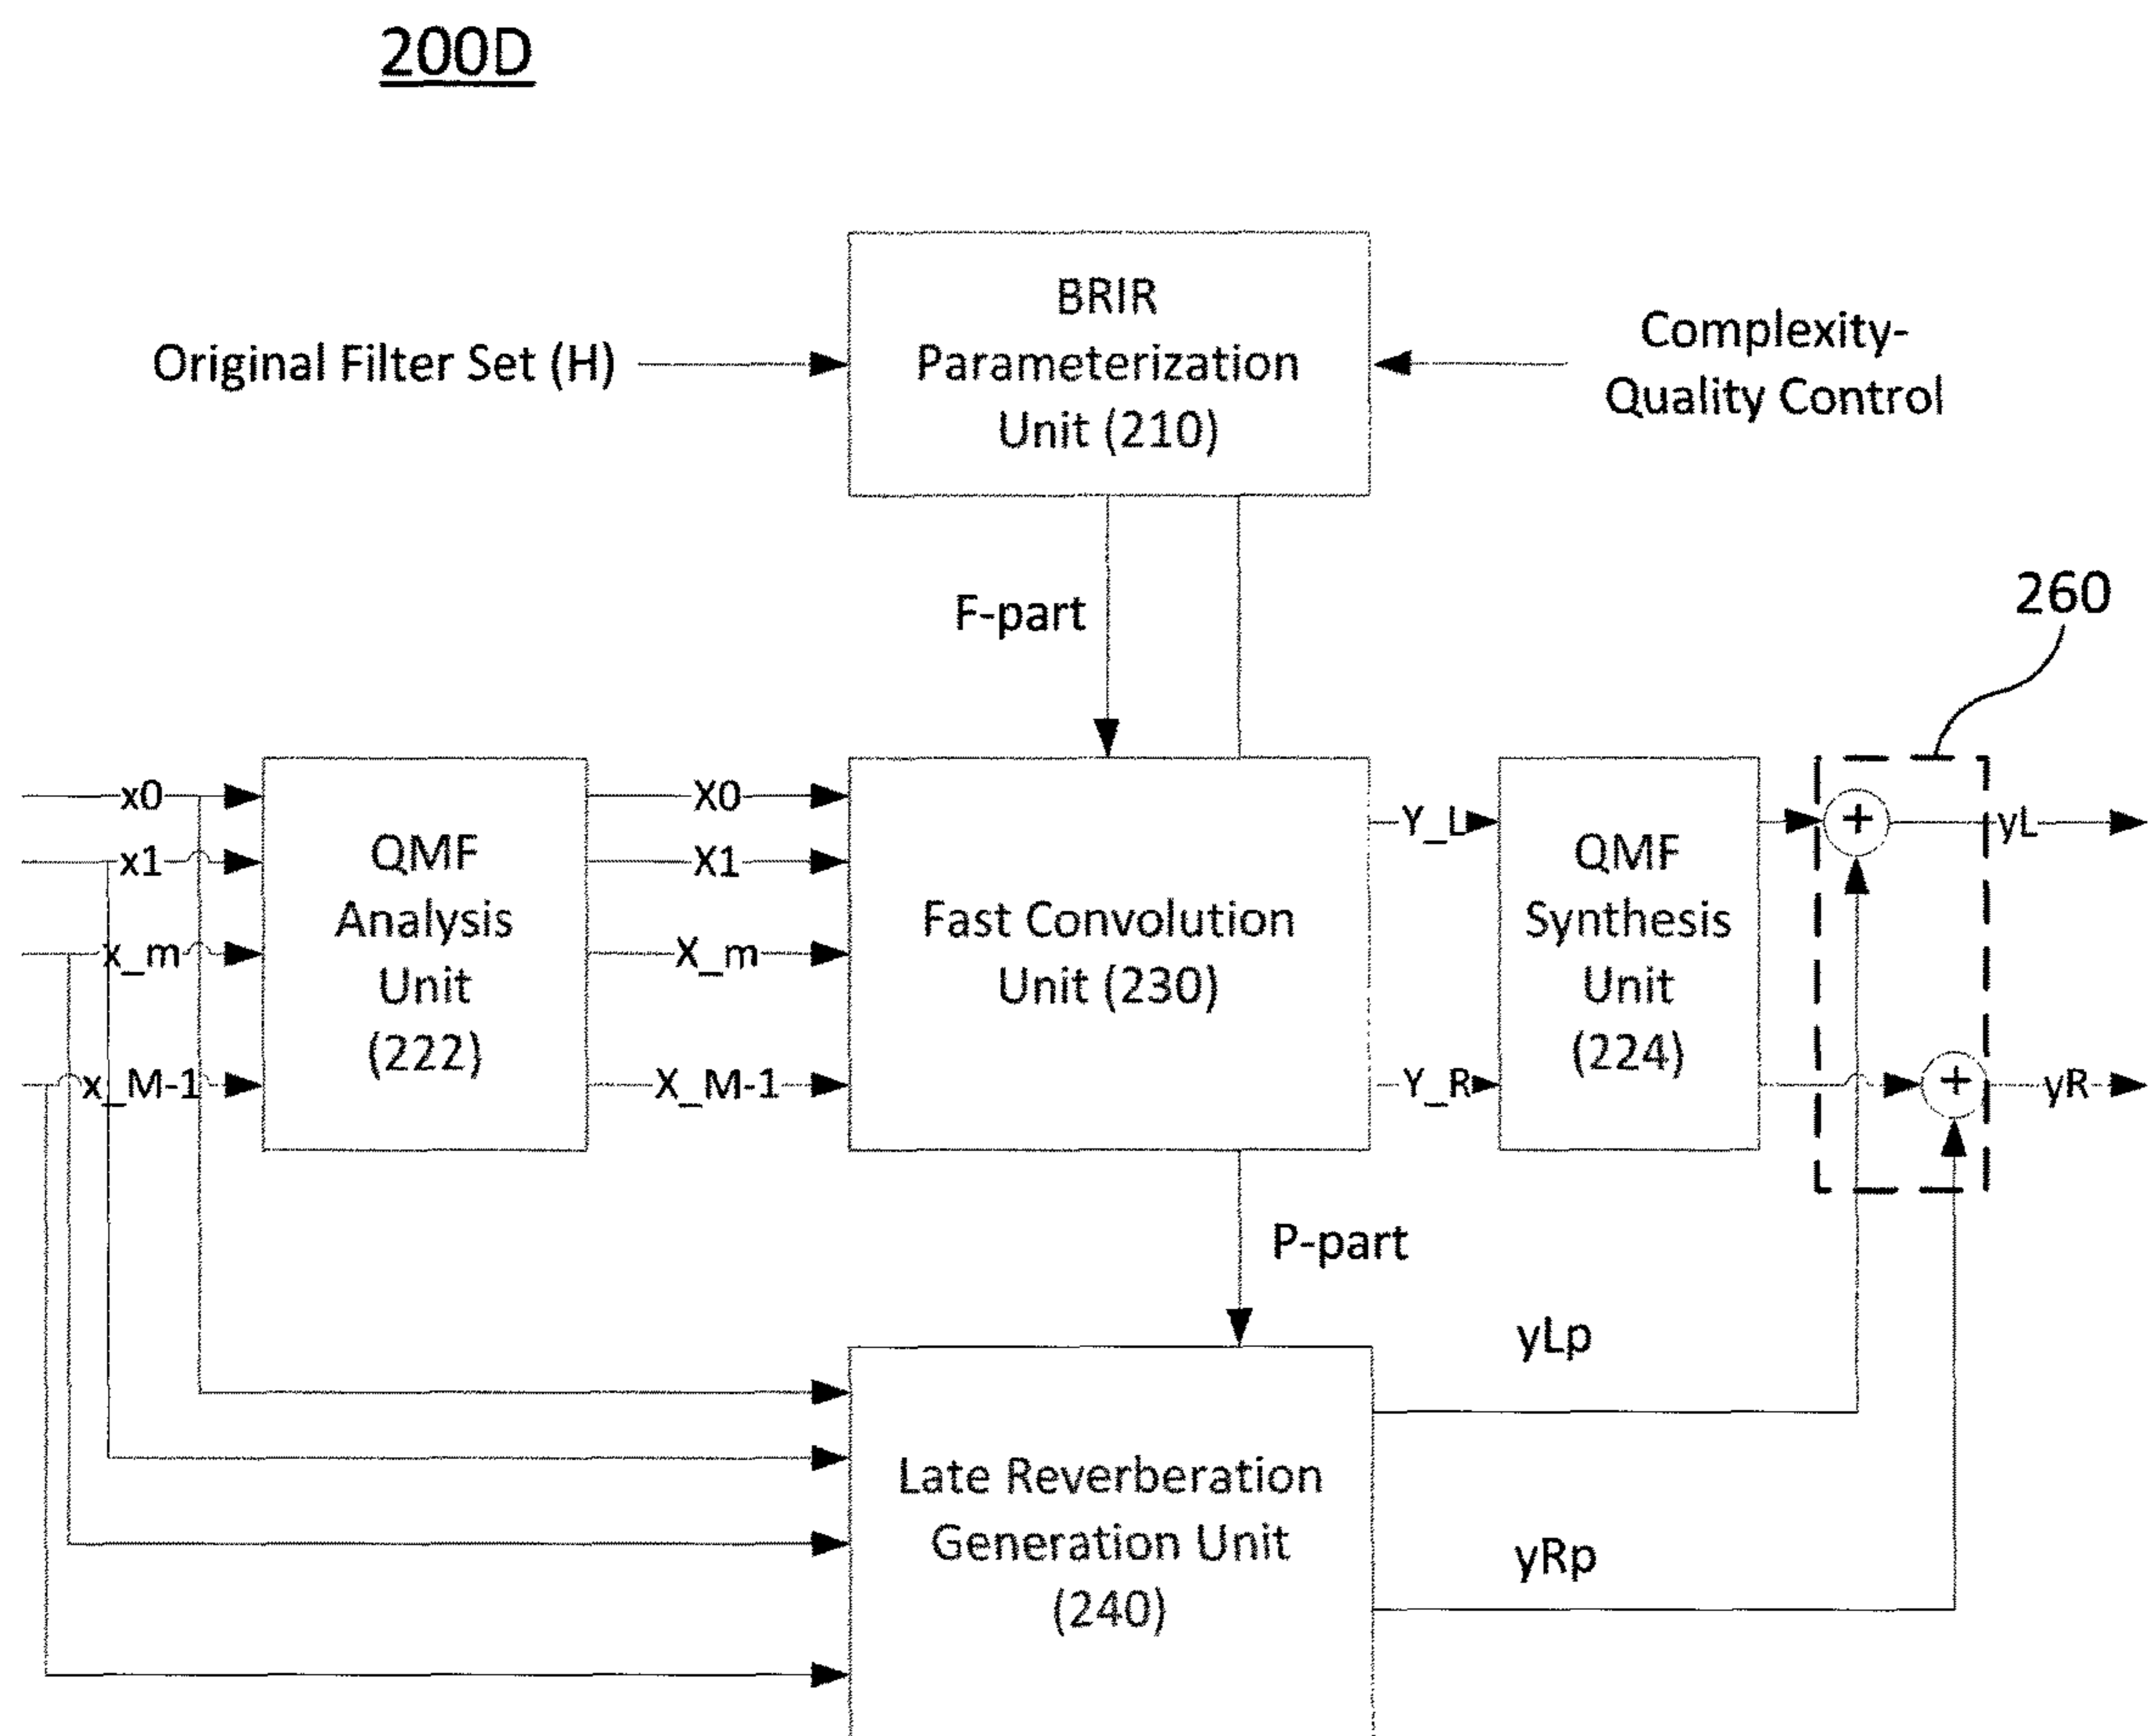 200D
BRIR
Parameterization
Unit (210)
Original Filter Set (H)
Complexity-
Quality Control
F-part
260
x0
x1
x_m
x_M-1
QMF
Analysis
Unit
(222)
X0
X1
X_m
X_M-1
Fast Convolution
Unit (230)
Y_L
Y_R
QMF
Synthesis
Unit
(224)
+
yL
+
yR
P-part
Late Reverberation
Generation Unit
(240)
yLp
yRp